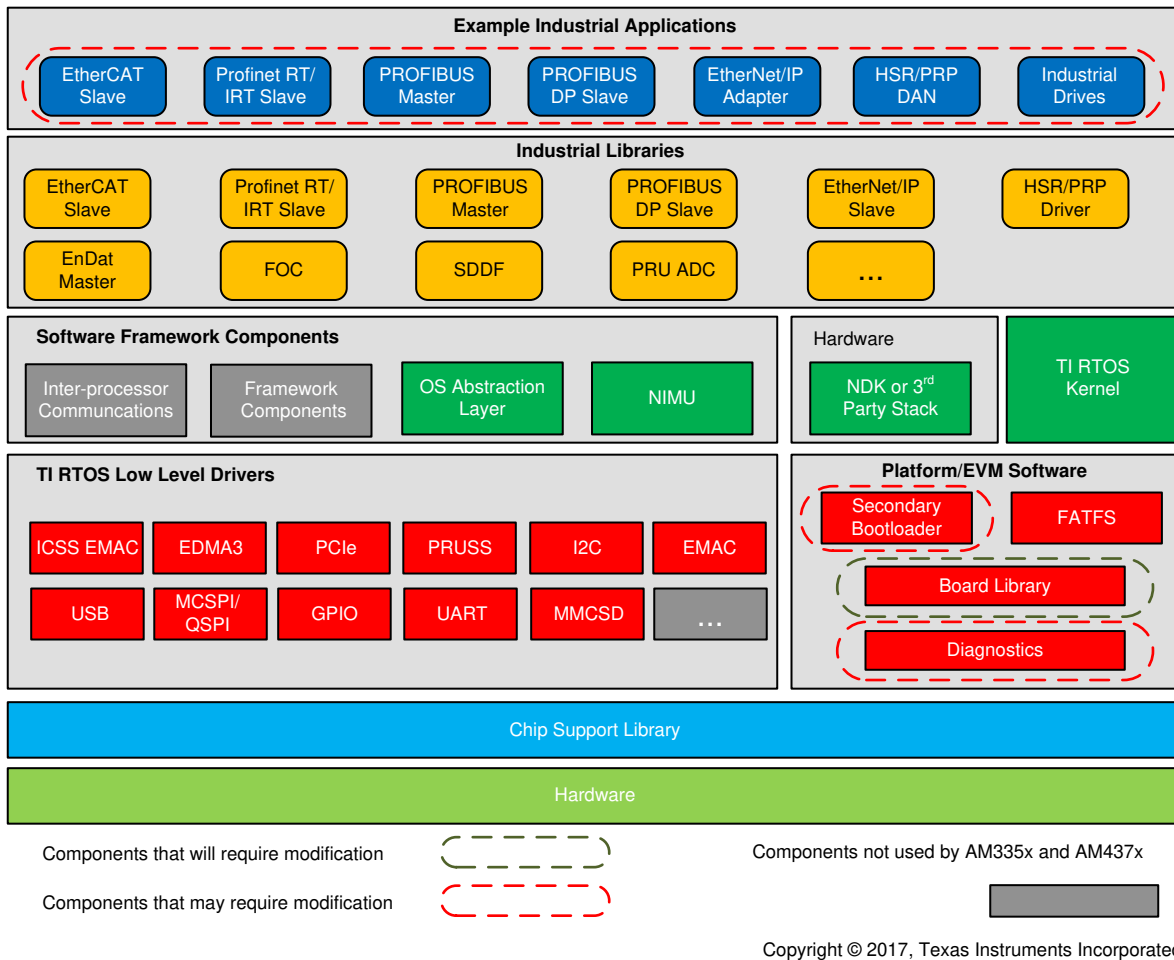 Example Industrial Applications
EtherCAT
Slave
Profinet RT/
IRT Slave
PROFIBUS
Master
PROFIBUS
DP Slave
EtherNet/IP
Adapter
HSR/PRP
DAN
Industrial
Drives
Industrial Libraries
EtherCAT
Slave
Profinet RT/
IRT Slave
PROFIBUS
Master
PROFIBUS
DP Slave
EtherNet/IP
Slave
HSR/PRP
Driver
EnDat
Master
FOC
SDDF
PRU ADC
...
Software Framework Components
Inter-processor
Communcations
Framework
Components
OS Abstraction
Layer
NIMU
Hardware
NDK or 3rd
Party Stack
TI RTOS
Kernel
TI RTOS Low Level Drivers
ICSS EMAC
EDMA3
PCIe
PRUSS
I2C
EMAC
USB
MCSPI/
QSPI
GPIO
UART
MMCSD
...
Platform/EVM Software
Secondary
Bootloader
FATFS
Board Library
Diagnostics
Chip Support Library
Hardware
Components that will require modification
Components not used by AM335x and AM437x
Components that may require modification
Copyright © 2017, Texas Instruments Incorporated